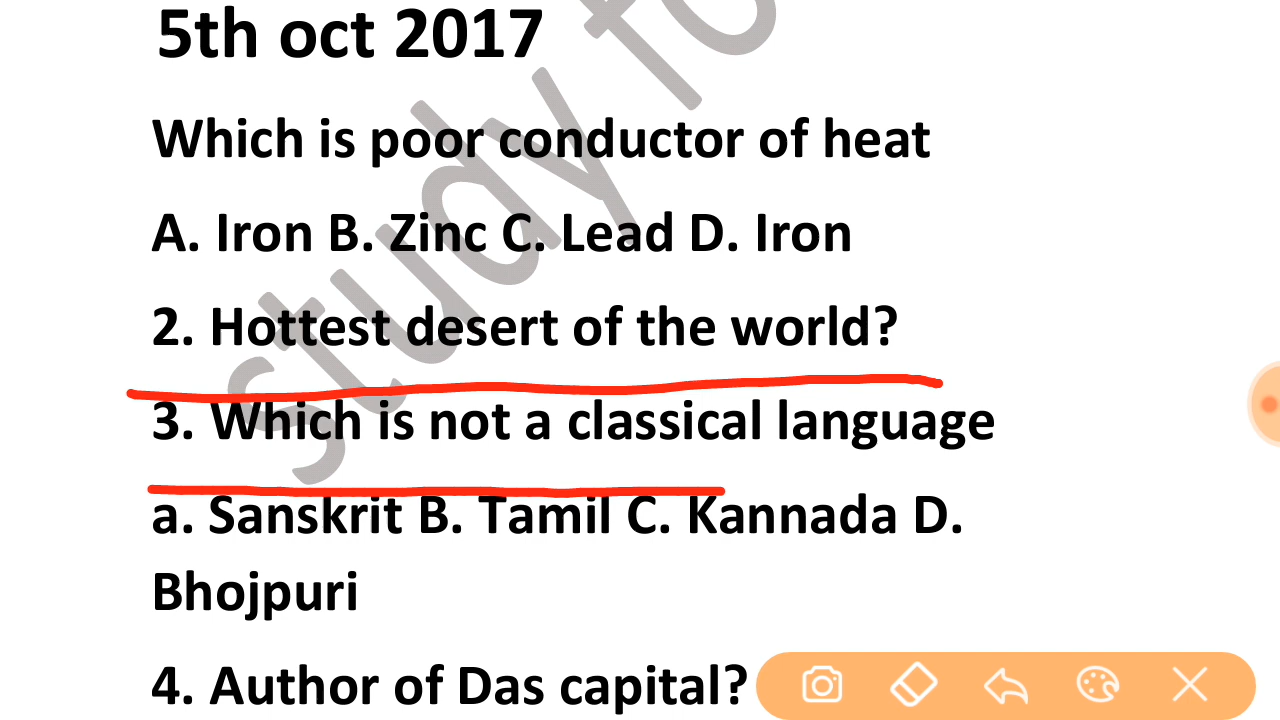 5th oct 2017
Which is poor conductor of heat
A. Iron B. Zinc C. Lead D. Iron
2. Hottest desert of the world?
3. Which is not a classical language
a. Sanskrit B. Tamil C. Kannada D.
Bhojpuri
4. Author of Das capital?
study fo